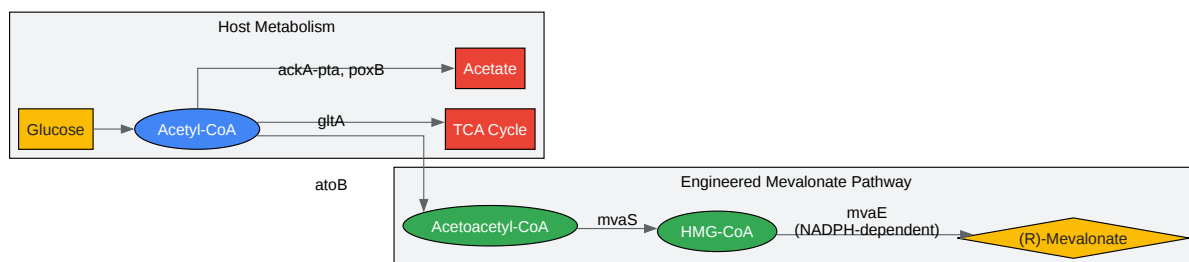 Host Metabolism
ackA-pta, poxB
Acetate
Glucose
Acetyl-CoA
gltA
TCA Cycle
atoB
Engineered Mevalonate Pathway
Acetoacetyl-CoA
mvaS
HMG-CoA
mvaE
(NADPH-dependent)
(R)-Mevalonate